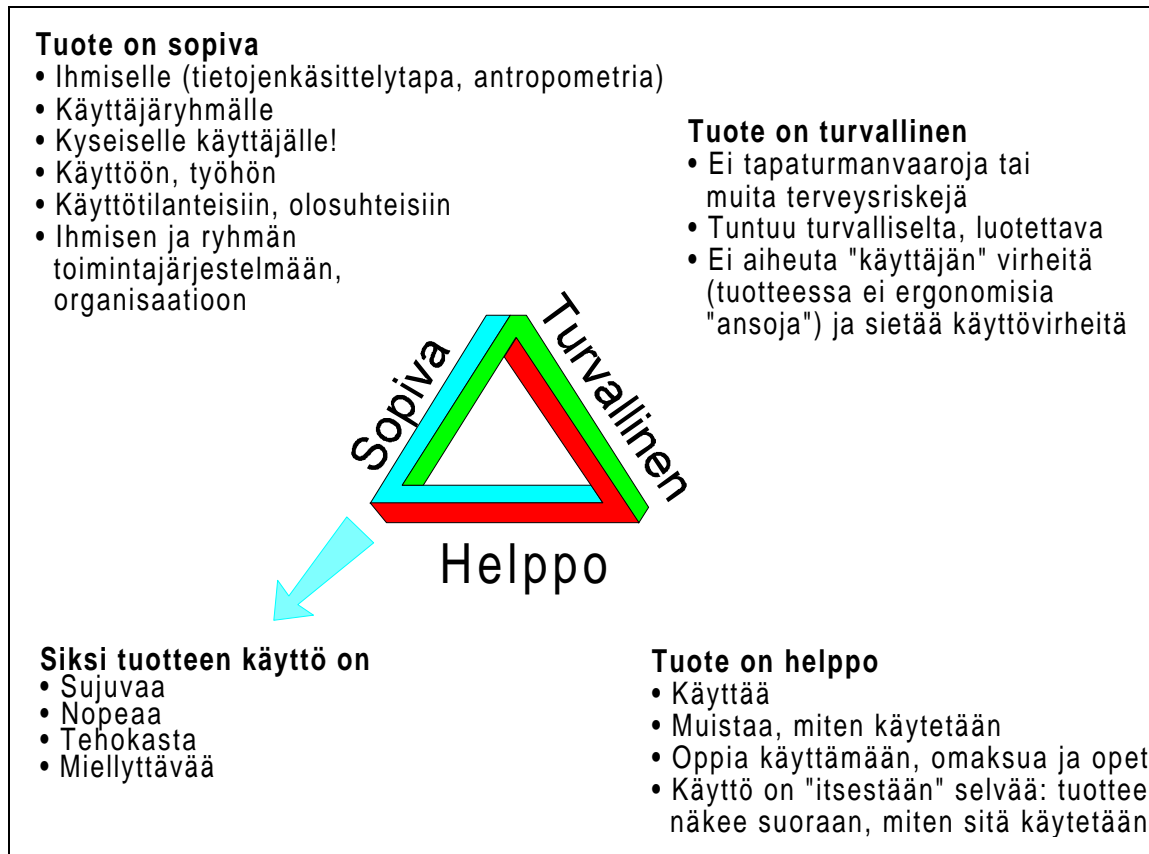 Tuote on sopiva
• Ihmiselle (tietojenkäsittelytapa, antropometria)
• Käyttäjäryhmälle
• Kyseiselle käyttäjälle!
• Käyttöön, työhön
• Käyttötilanteisiin, olosuhteisiin
• Ihmisen ja ryhmän
toimintajärjestelmään,
organisaatioon
Tuote on turvallinen
• Ei tapaturmanvaaroja tai
muita terveysriskejä
• Tuntuu turvalliselta, luotettava
• Ei aiheuta "käyttäjän" virheitä
(tuotteessa ei ergonomisia
"ansoja") ja sietää käyttövirheitä
Sopiva
Turvallinen
Helppo
Siksi tuotteen käyttö on
• Sujuvaa
• Nopeaa
• Tehokasta
• Miellyttävää
Tuote on helppo
• Käyttää
• Muistaa, miten käytetään
• Oppia käyttämään, omaksua ja opet
• Käyttö on "itsestään" selvää: tuottee
näkee suoraan, miten sitä käytetään